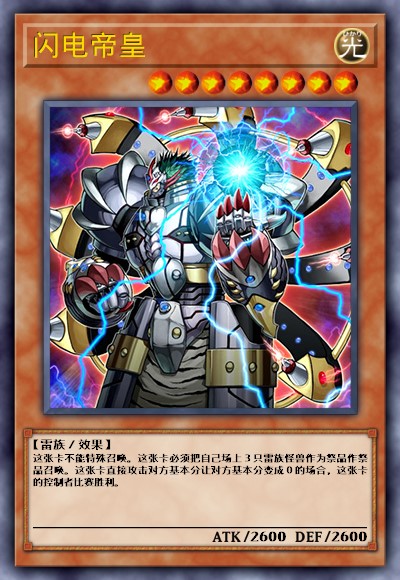 闪电帝皇
ひかり
光
【雷族／效果】
这张卡不能特殊召唤。这张卡必须把自己场上３只雷族怪兽作为祭品作祭
品召唤。这张卡直接攻击对方基本分让对方基本分变成０的场合，这张卡
的控制者比赛胜利。
ATK/2600 DEF/2600